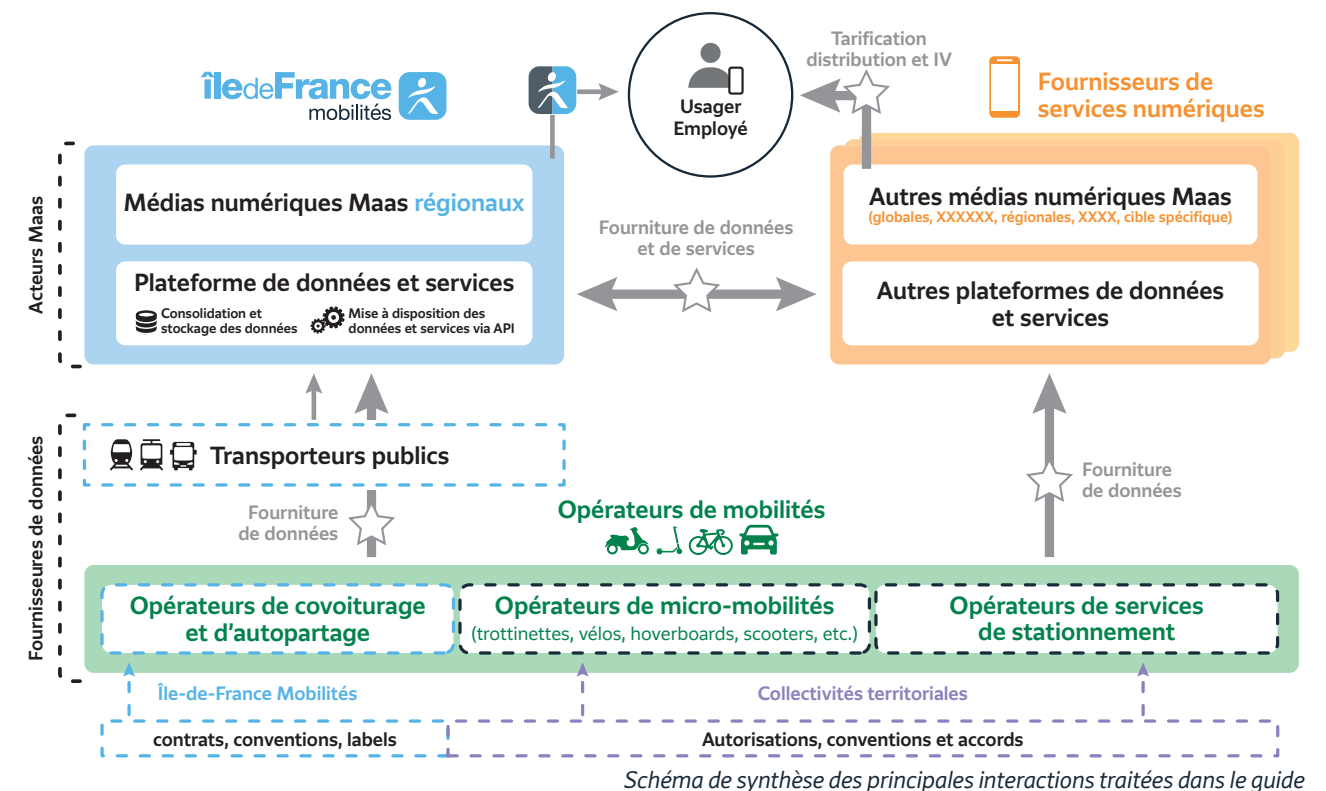 îledeFrance
mobilités
Usager
Employé
Tarification
distribution et IV
Fournisseurs de
services numériques
Acteurs Maas
Médias numériques Maas régionaux
Plateforme de données et services
Consolidation et
stockage des données
Mise à disposition des
données et services via API
Fourniture de données
et de services
Autres médias numériques Maas
(globales, XXXXXX, régionales, XXXX, cible spécifique)
Autres plateformes de données
et services
Fournisseures de données
Transporteurs publics
Fourniture
de données
Opérateurs de mobilités
Fourniture
de données
Opérateurs de covoiturage
et d'autopartage
Opérateurs de micro-mobilités
(trottinettes, vélos, hoverboards, scooters, etc.)
Opérateurs de services
de stationnement
Île-de-France Mobilités
Collectivités territoriales
contrats, conventions, labels
Autorisations, conventions et accords
Schéma de synthèse des principales interactions traitées dans le guide